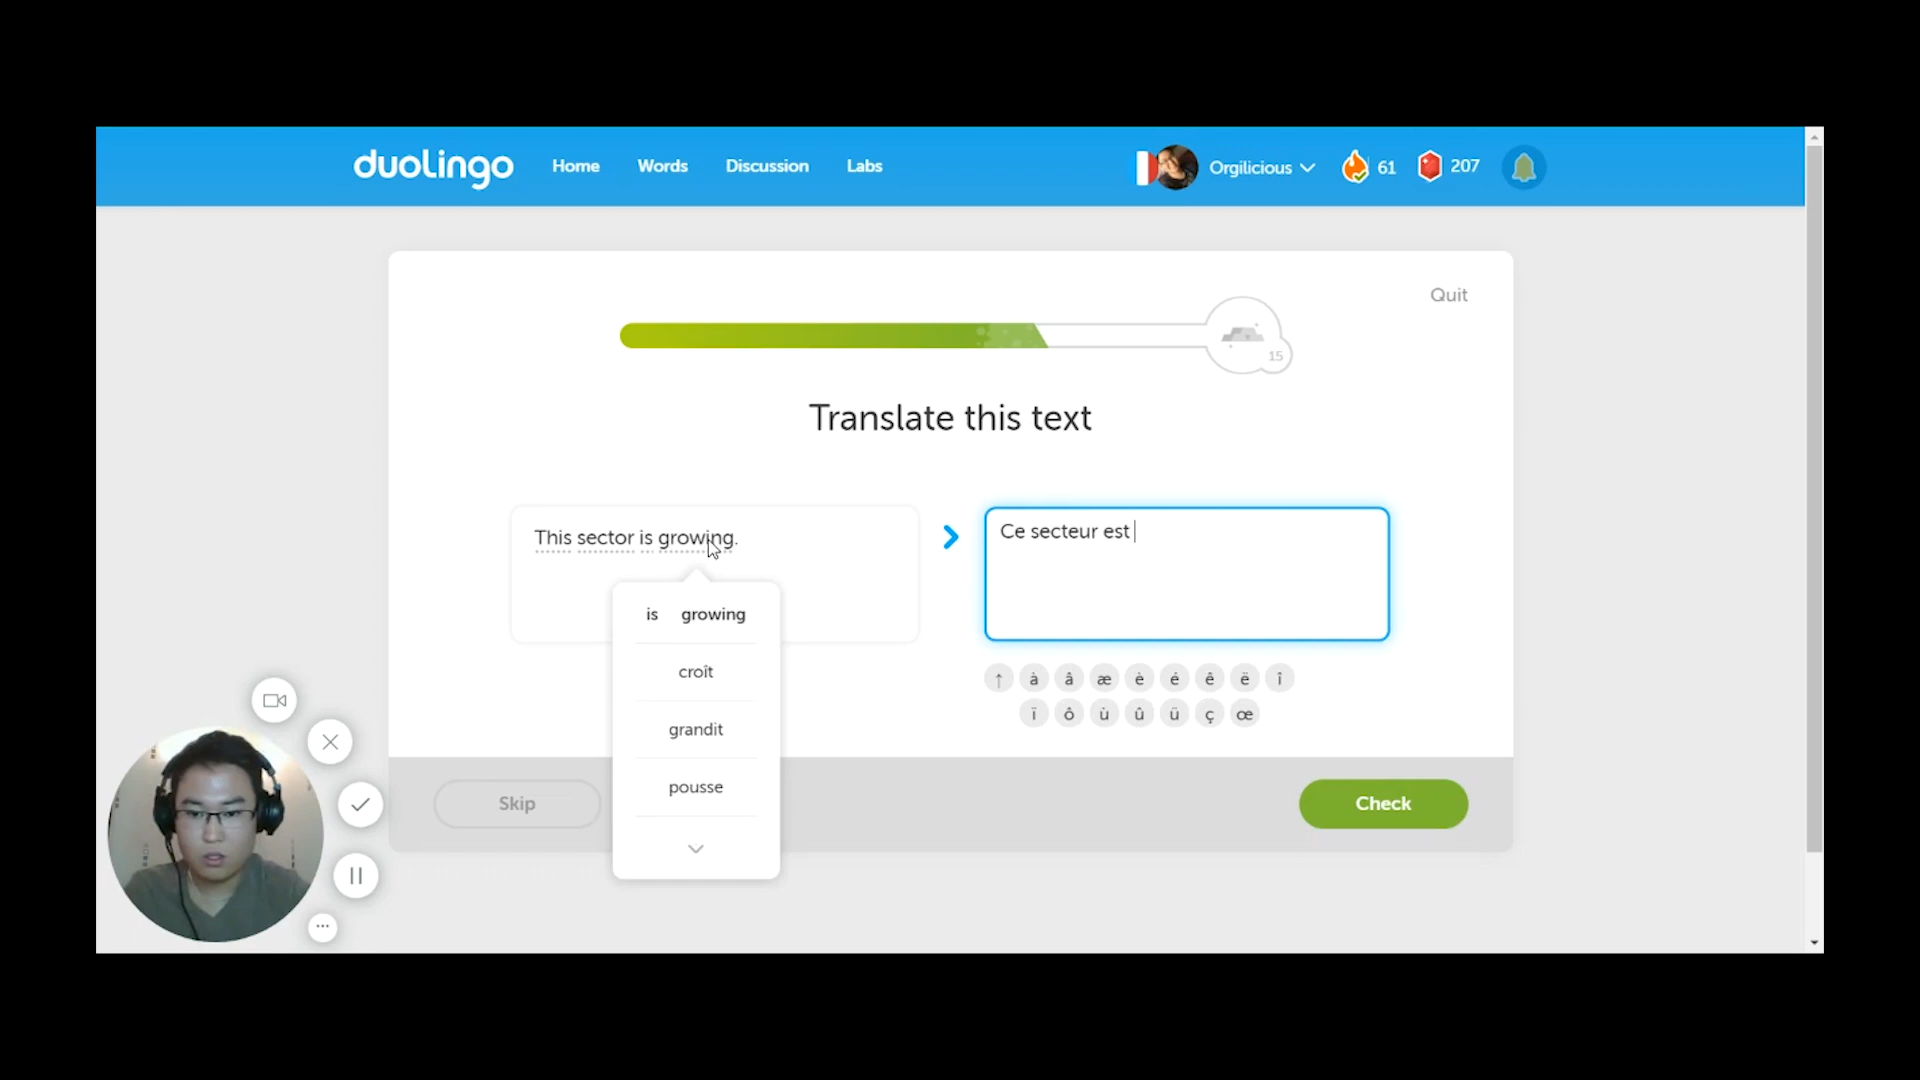 duolingo Home Words Discussion Labs Orgilicious 61 207
Quit
15
Translate this text
This sector is growing.
Ce secteur est
is growing
croît
grandit
pousse
↑ à â æ è é ê ë î
ï ô ù û ü ç œ
Skip
Check